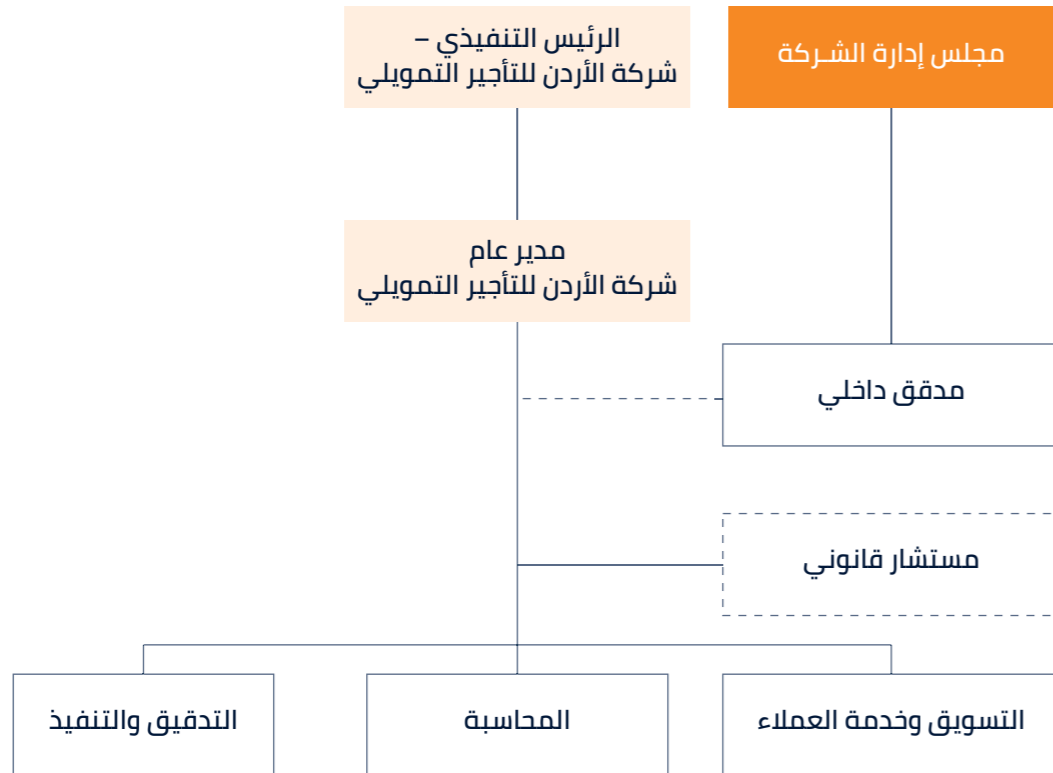 مجلس إدارة الشركة
الرئيس التنفيذي –
شركة الأردن للتأجير التمويلي
مدير عام
شركة الأردن للتأجير التمويلي
مدقق داخلي
مستشار قانوني
التسويق وخدمة العملاء
المحاسبة
التدقيق والتنفيذ